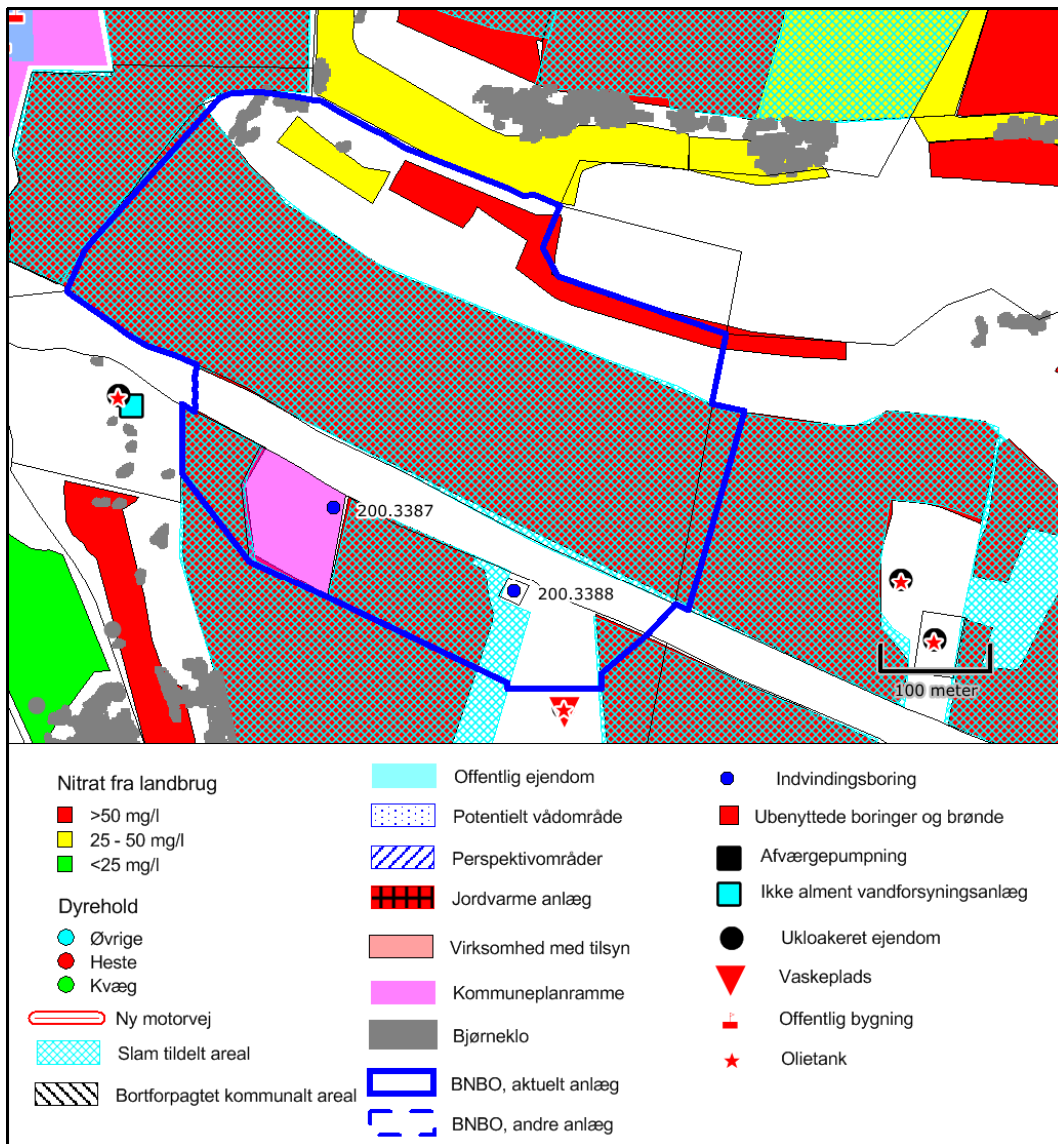 200.3387
200.3388
100 meter
Nitrat fra landbrug
>50 mg/l
25 - 50 mg/l
<25 mg/l
Dyrehold
Øvrige
Heste
Kvæg
Ny motorvej
Slam tildelt areal
Bortforpagtet kommunalt areal
Offentlig ejendom
Potentielt vådområde
Perspektivområder
Jordvarme anlæg
Virksomhed med tilsyn
Kommuneplanramme
Bjørneklo
BNBO, aktuelt anlæg
BNBO, andre anlæg
Indvindingsboring
Ubenyttede boringer og brønde
Afværgepumpning
Ikke alment vandforsyningsanlæg
Ukloakeret ejendom
Vaskeplads
Offentlig bygning
Olietank